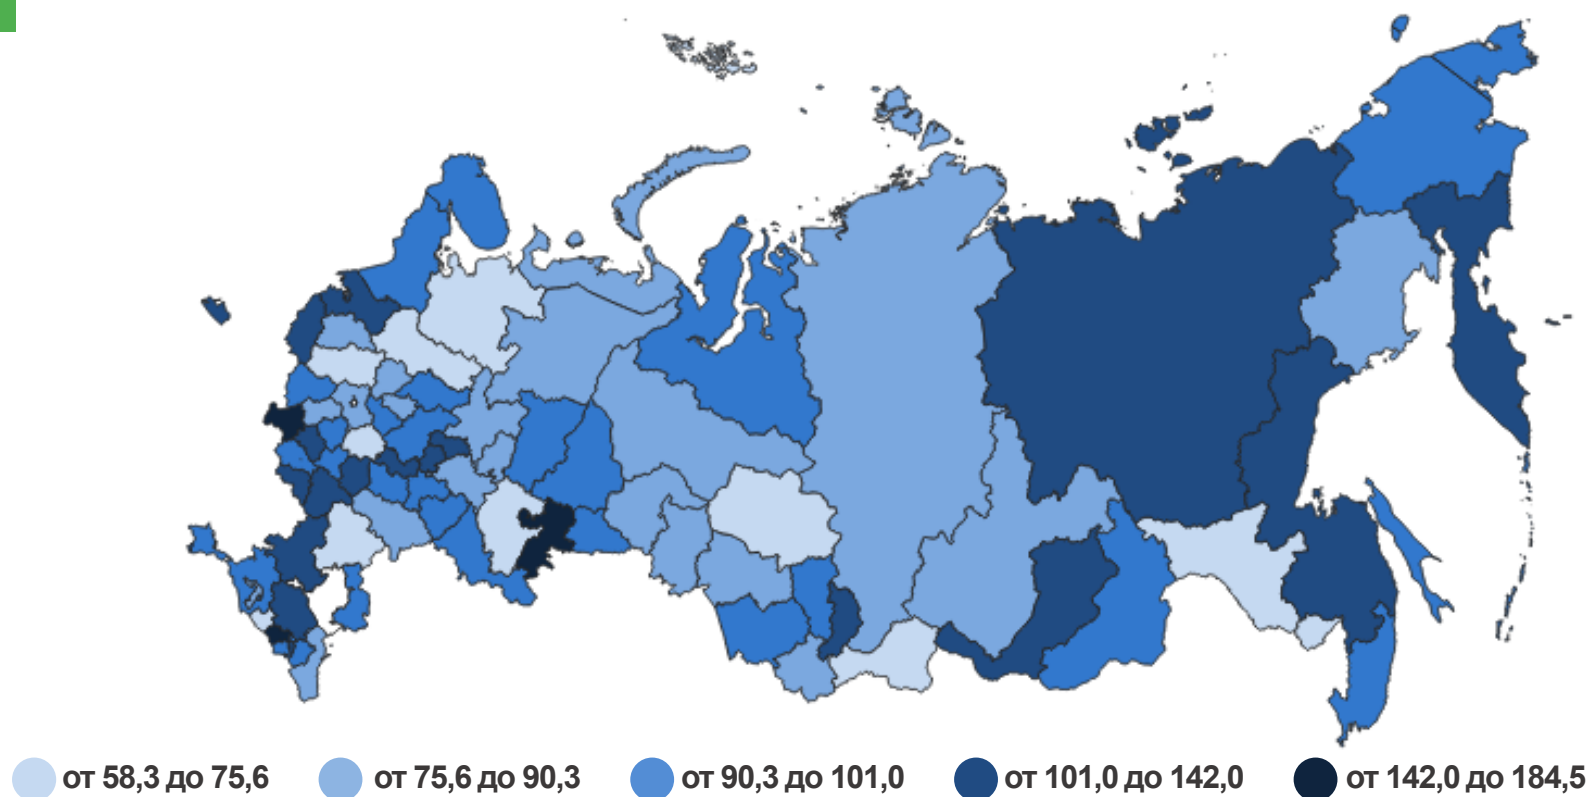 от 58,3 до 75,6 от 75,6 до 90,3 от 90,3 до 101,0 от 101,0 до 142,0 от 142,0 до 184,5